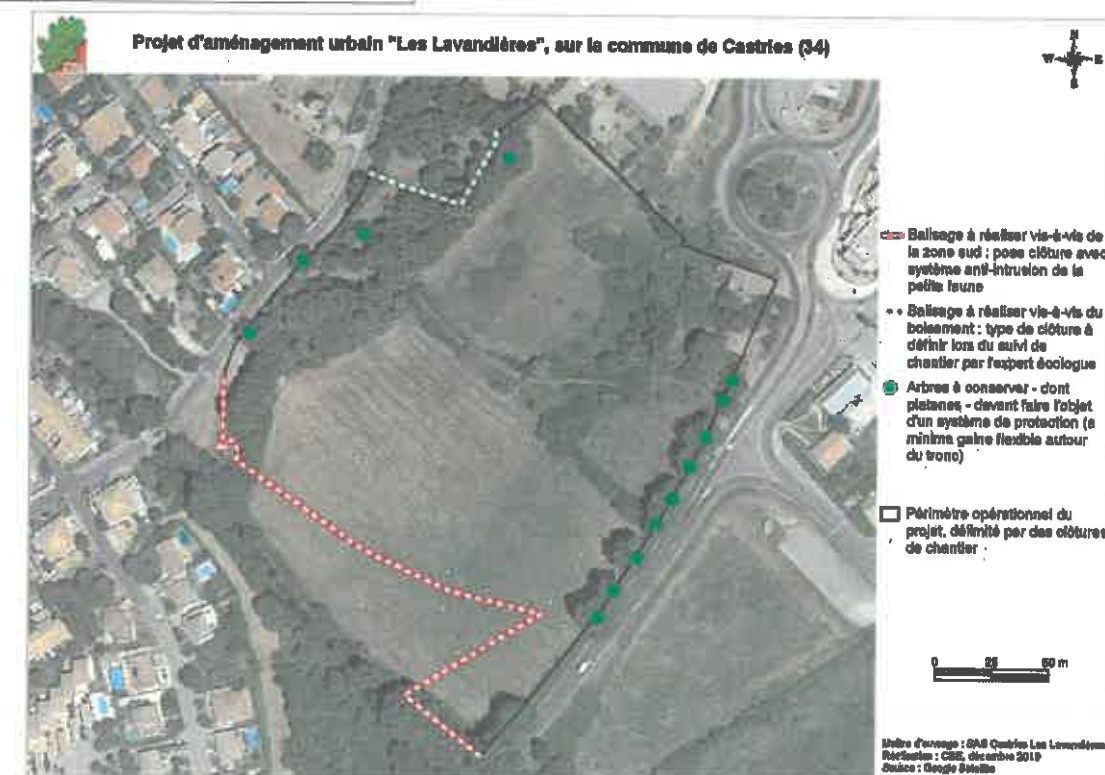 Projet d'aménagement urbain "Les Lavandières", sur la commune de Castries (34)
N
W E
S
Balisage à réaliser vis-à-vis de
la zone sud : pose clôture avec
système anti-intrusion de la
petite faune
Balisage à réaliser vis-à-vis du
boisement : type de clôture à
définir lors du suivi de
chantier par l'expert écologue
Arbres à conserver - dont
platanes - devant faire l'objet
d'un système de protection (a
minima gaine flexible autour
du tronc)
Périmètre opérationnel du
projet, délimité par des clôtures
de chantier
0 25 50 m
Maître d'ouvrage : SAS Castries Les Lavandières
Réalisation : CBE, décembre 2019
Source : Google Satellite